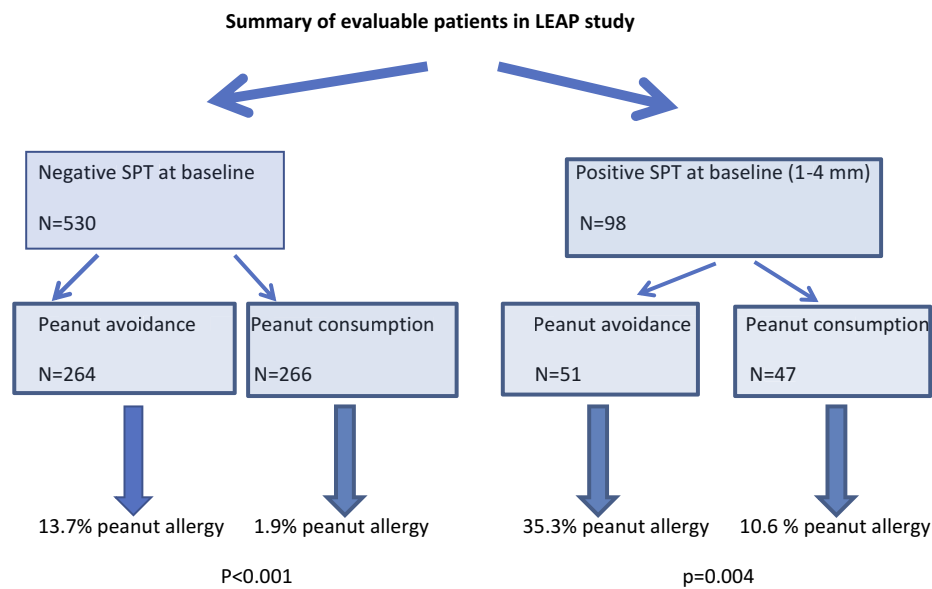 Summary of evaluable patients in LEAP study
Negative SPT at baseline
N=530
Positive SPT at baseline (1-4 mm)
N=98
Peanut avoidance
N=264
Peanut consumption
N=266
Peanut avoidance
N=51
Peanut consumption
N=47
13.7% peanut allergy
1.9% peanut allergy
35.3% peanut allergy
10.6 % peanut allergy
P<0.001
p=0.004